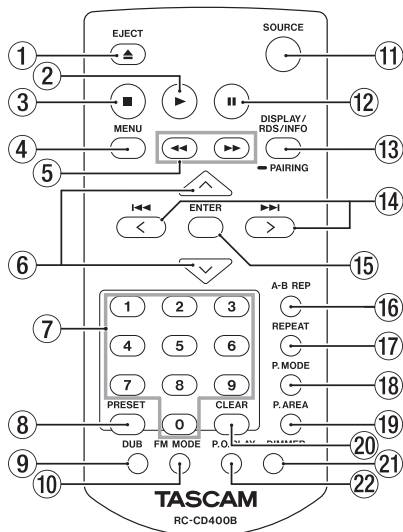 EJECT
SOURCE
1
11
2
3
12
MENU
DISPLAY/
RDS/INFO
4
13
5
PAIRING
ENTER
14
6
15
A-B REP
1 2 3
16
7
REPEAT
4 5 6
17
P.MODE
7 8 9
18
PRESET
CLEAR
P.AREA
8
0
19
DUB FM MODE P.O.PLAY DIMMER
20
9
21
10
22
TASCAM
RC-CD400B